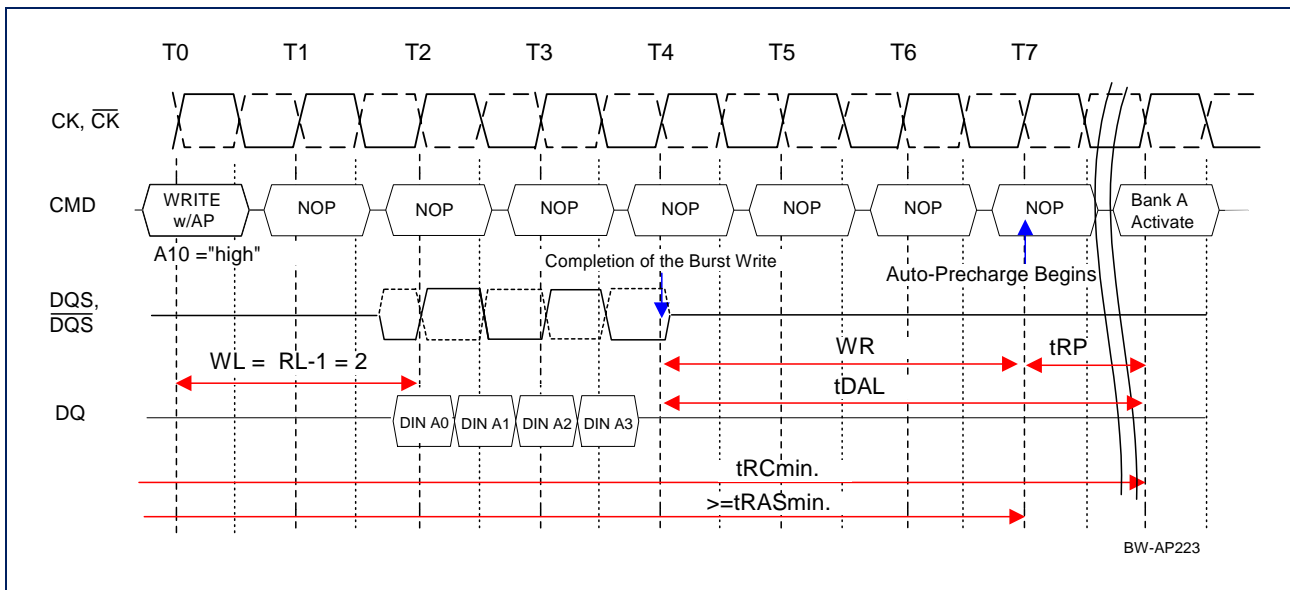 T0 T1 T2 T3 T4 T5 T6 T7
CK, CK
CMD
WRITE w/AP
NOP
NOP
NOP
NOP
NOP
NOP
NOP
Bank A Activate
A10 ="high"
Completion of the Burst Write
Auto-Precharge Begins
DQS,
DQS
WL = RL-1 = 2
WR
tRP
tDAL
DQ
DIN A0
DIN A1
DIN A2
DIN A3
tRCmin.
>=tRASmin.
BW-AP223